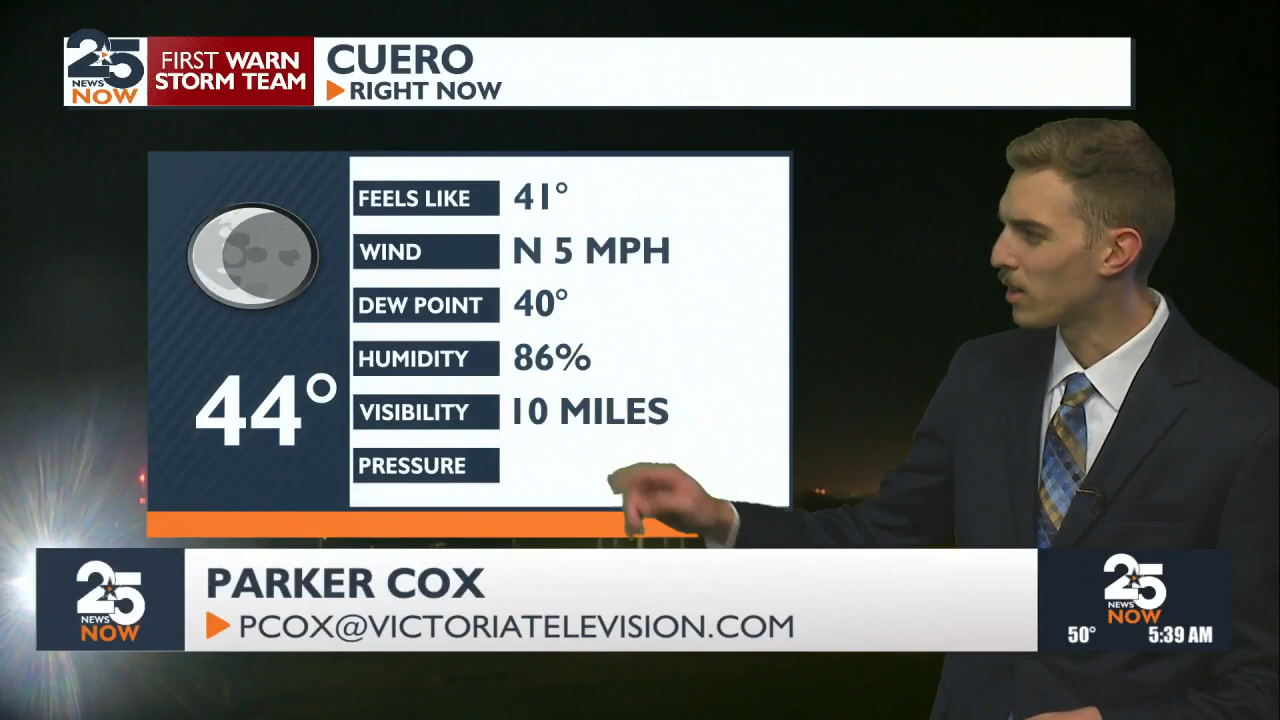 25
NEWS
NOW
FIRST WARN
STORM TEAM
CUERO
RIGHT NOW
FEELS LIKE 41°
WIND N 5 MPH
DEW POINT 40°
HUMIDITY 86%
44°
VISIBILITY 10 MILES
PRESSURE
25
NEWS
NOW
PARKER COX
PCOX@VICTORIATELEVISION.COM
25
NEWS
NOW
50° 5:39 AM